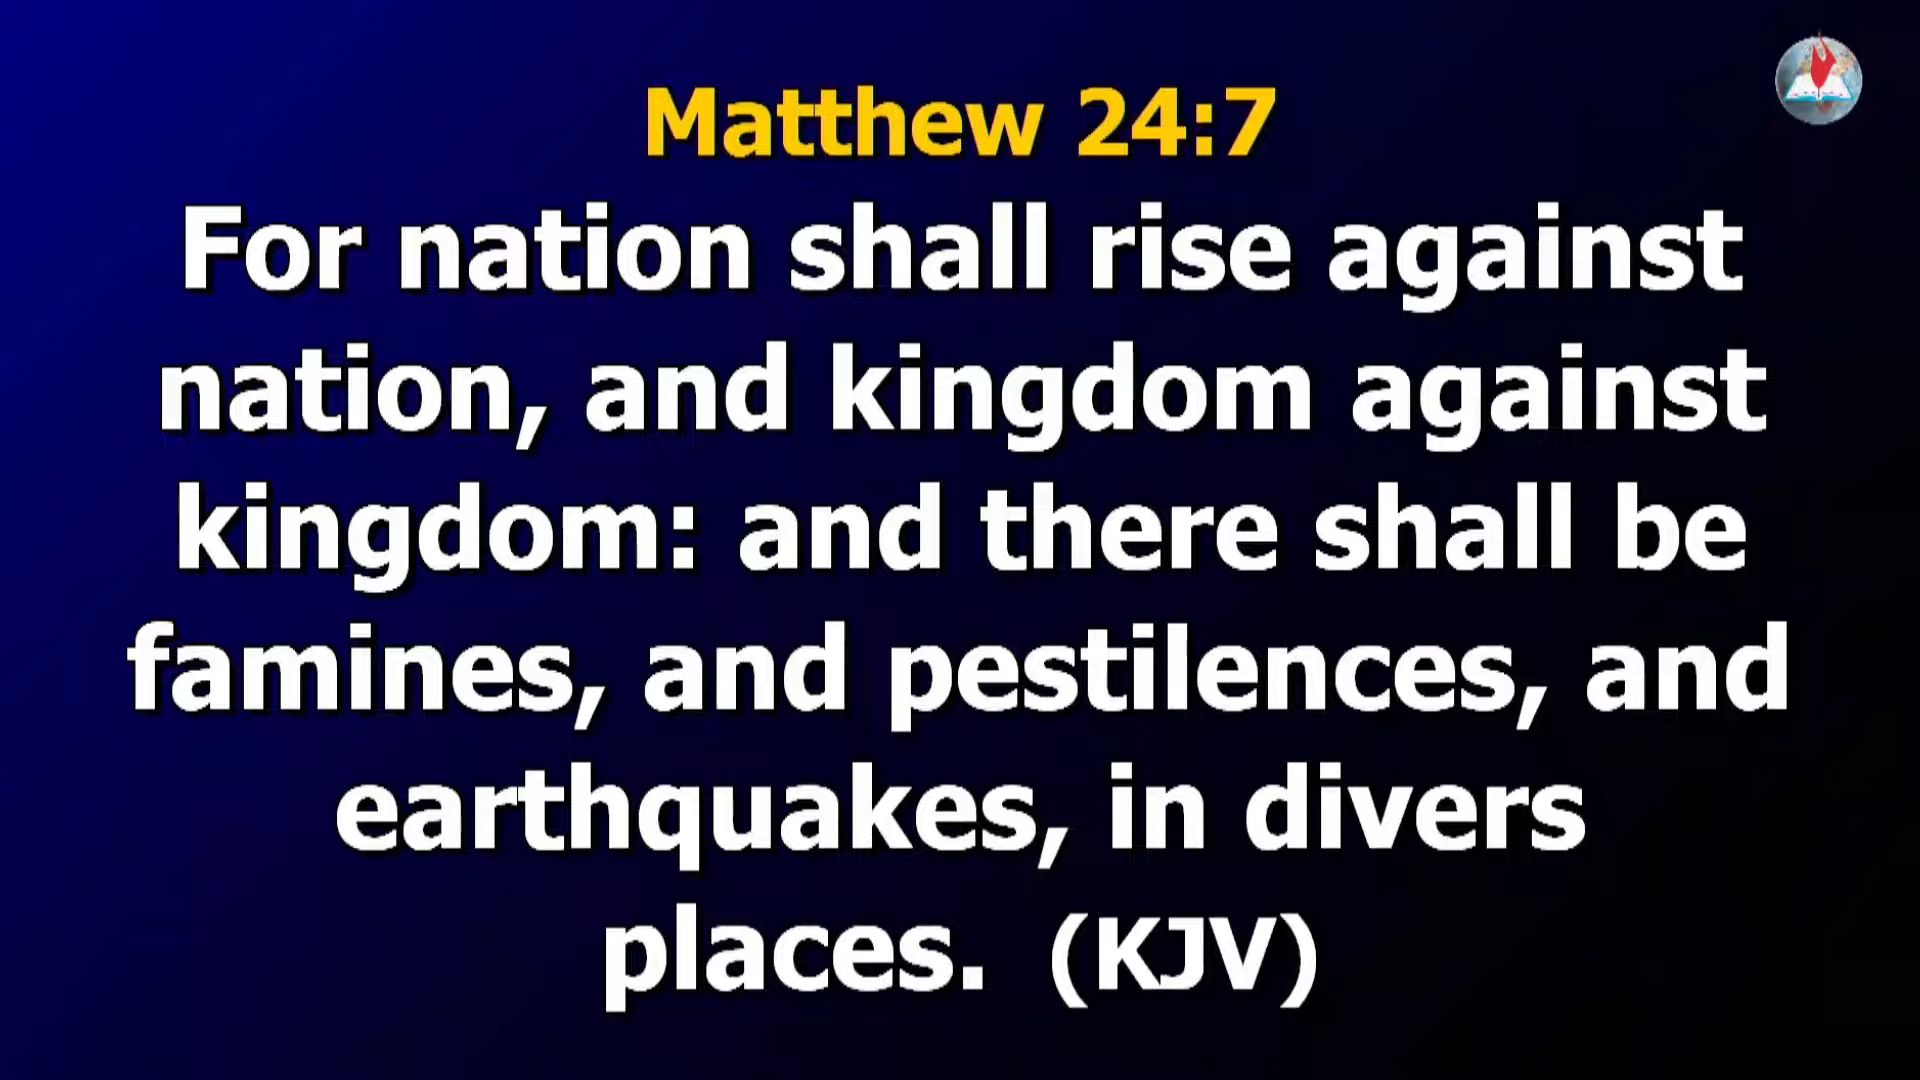 Matthew 24:7
For nation shall rise against
nation, and kingdom against
kingdom: and there shall be
famines, and pestilences, and
earthquakes, in divers
places. (KJV)